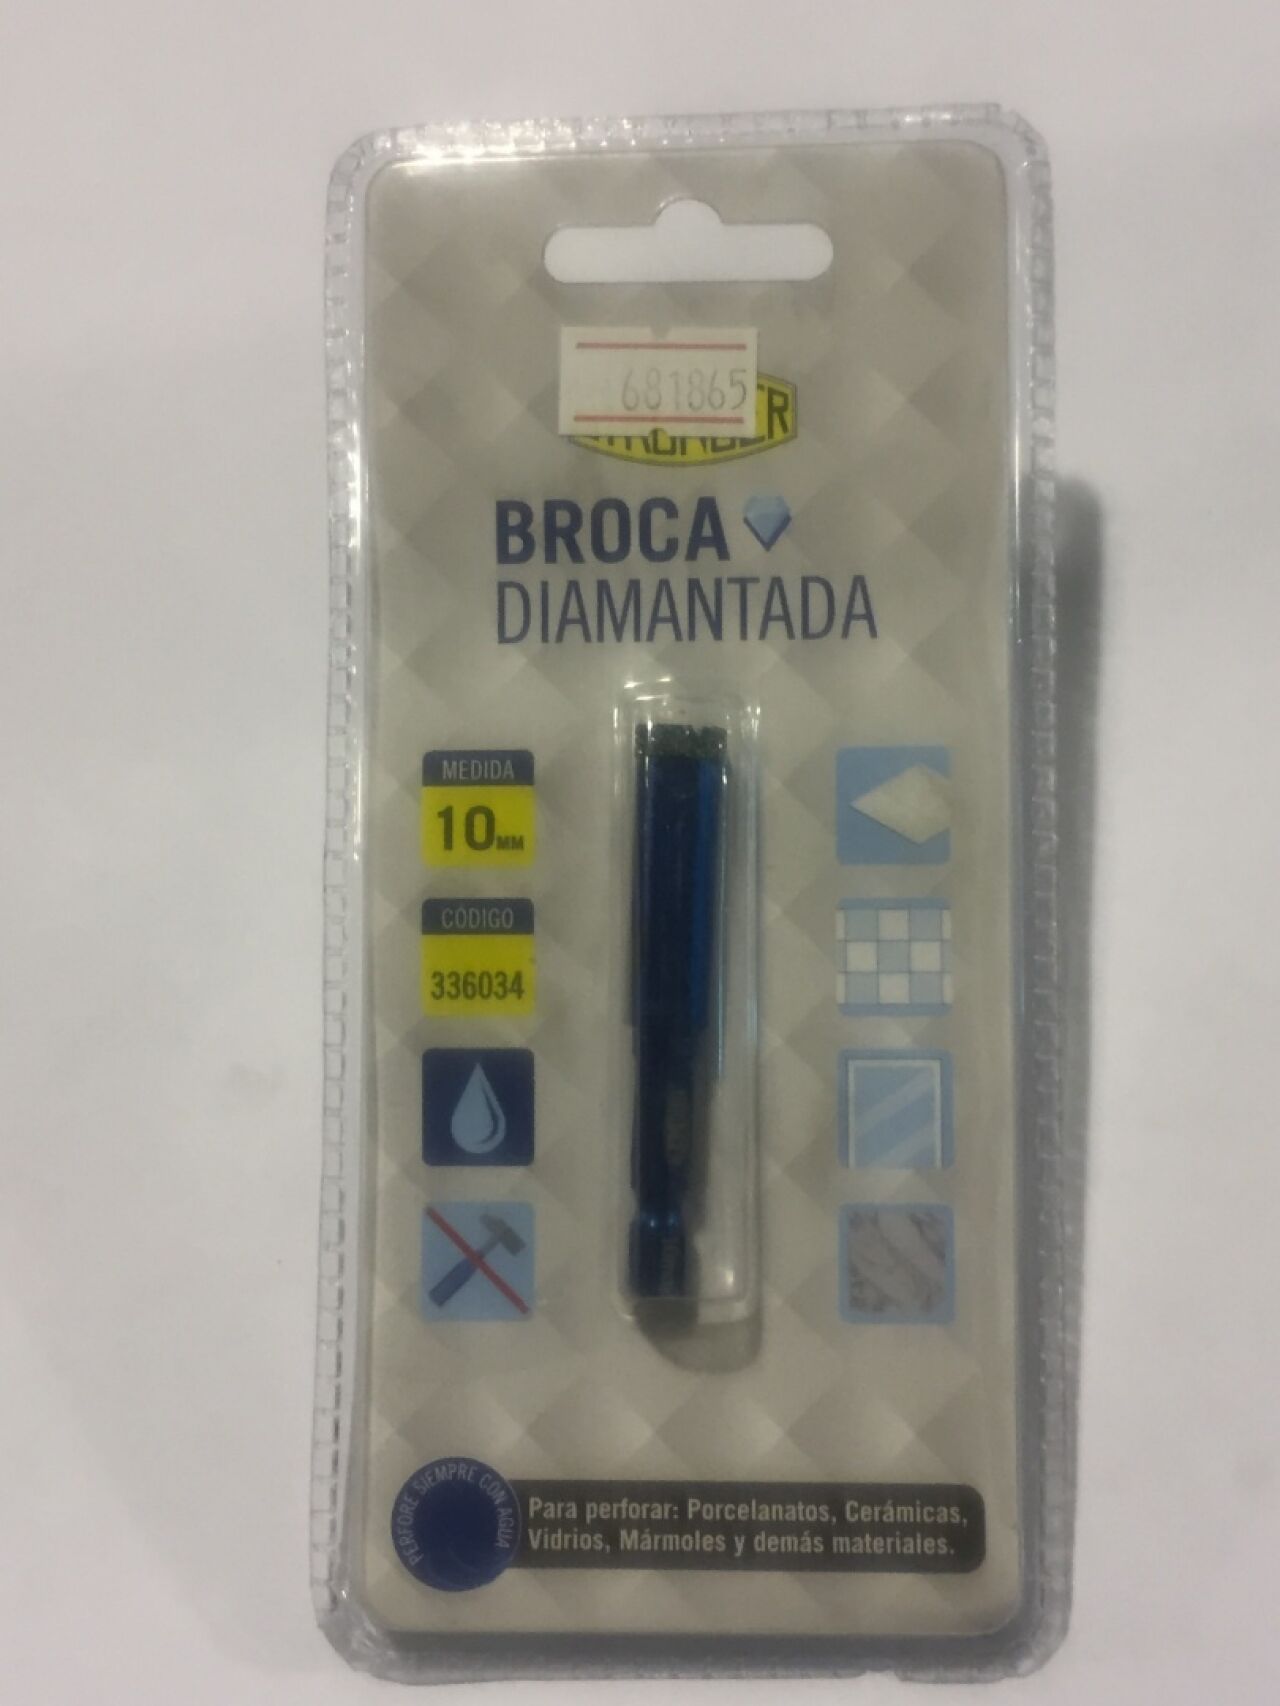 681865
BROCA
DIAMANTADA
MEDIDA
10MM
CÓDIGO
336034
PERFORE SIEMPRE CON AGUA
Para perforar: Porcelanatos, Cerámicas,
Vidrios, Mármoles y demás materiales.